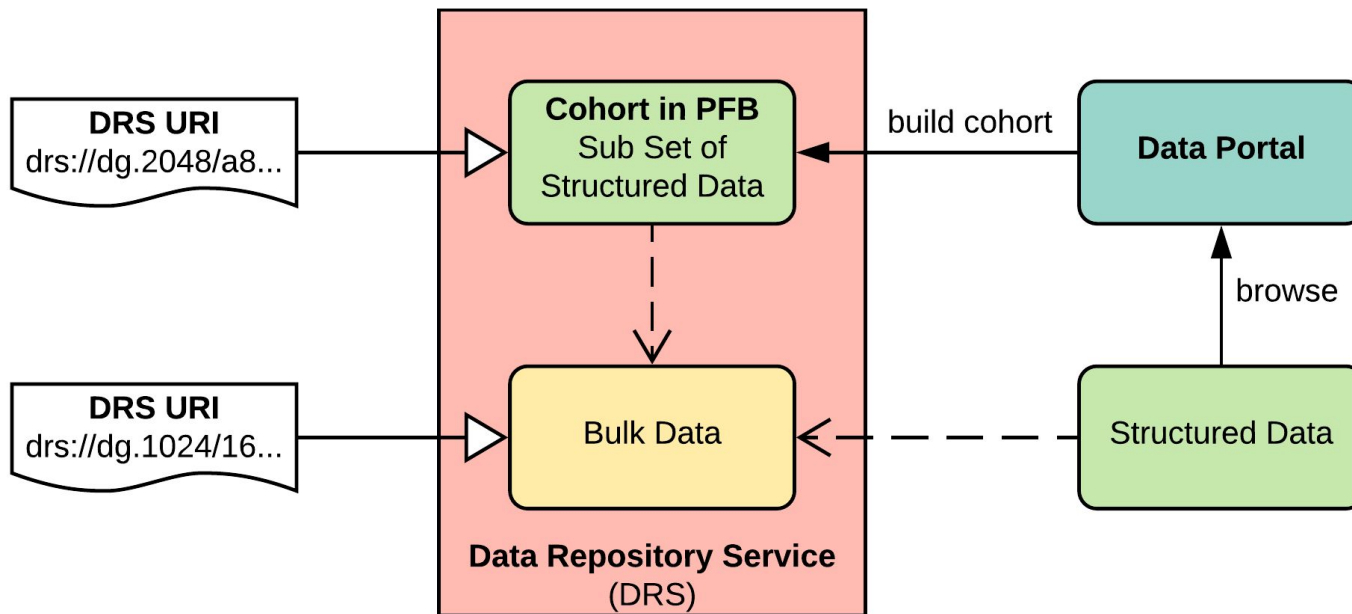 DRS URI
drs://dg.2048/a8...
Cohort in PFB
Sub Set of
Structured Data
build cohort
Data Portal
browse
DRS URI
drs://dg.1024/16...
Bulk Data
Structured Data
Data Repository Service
(DRS)